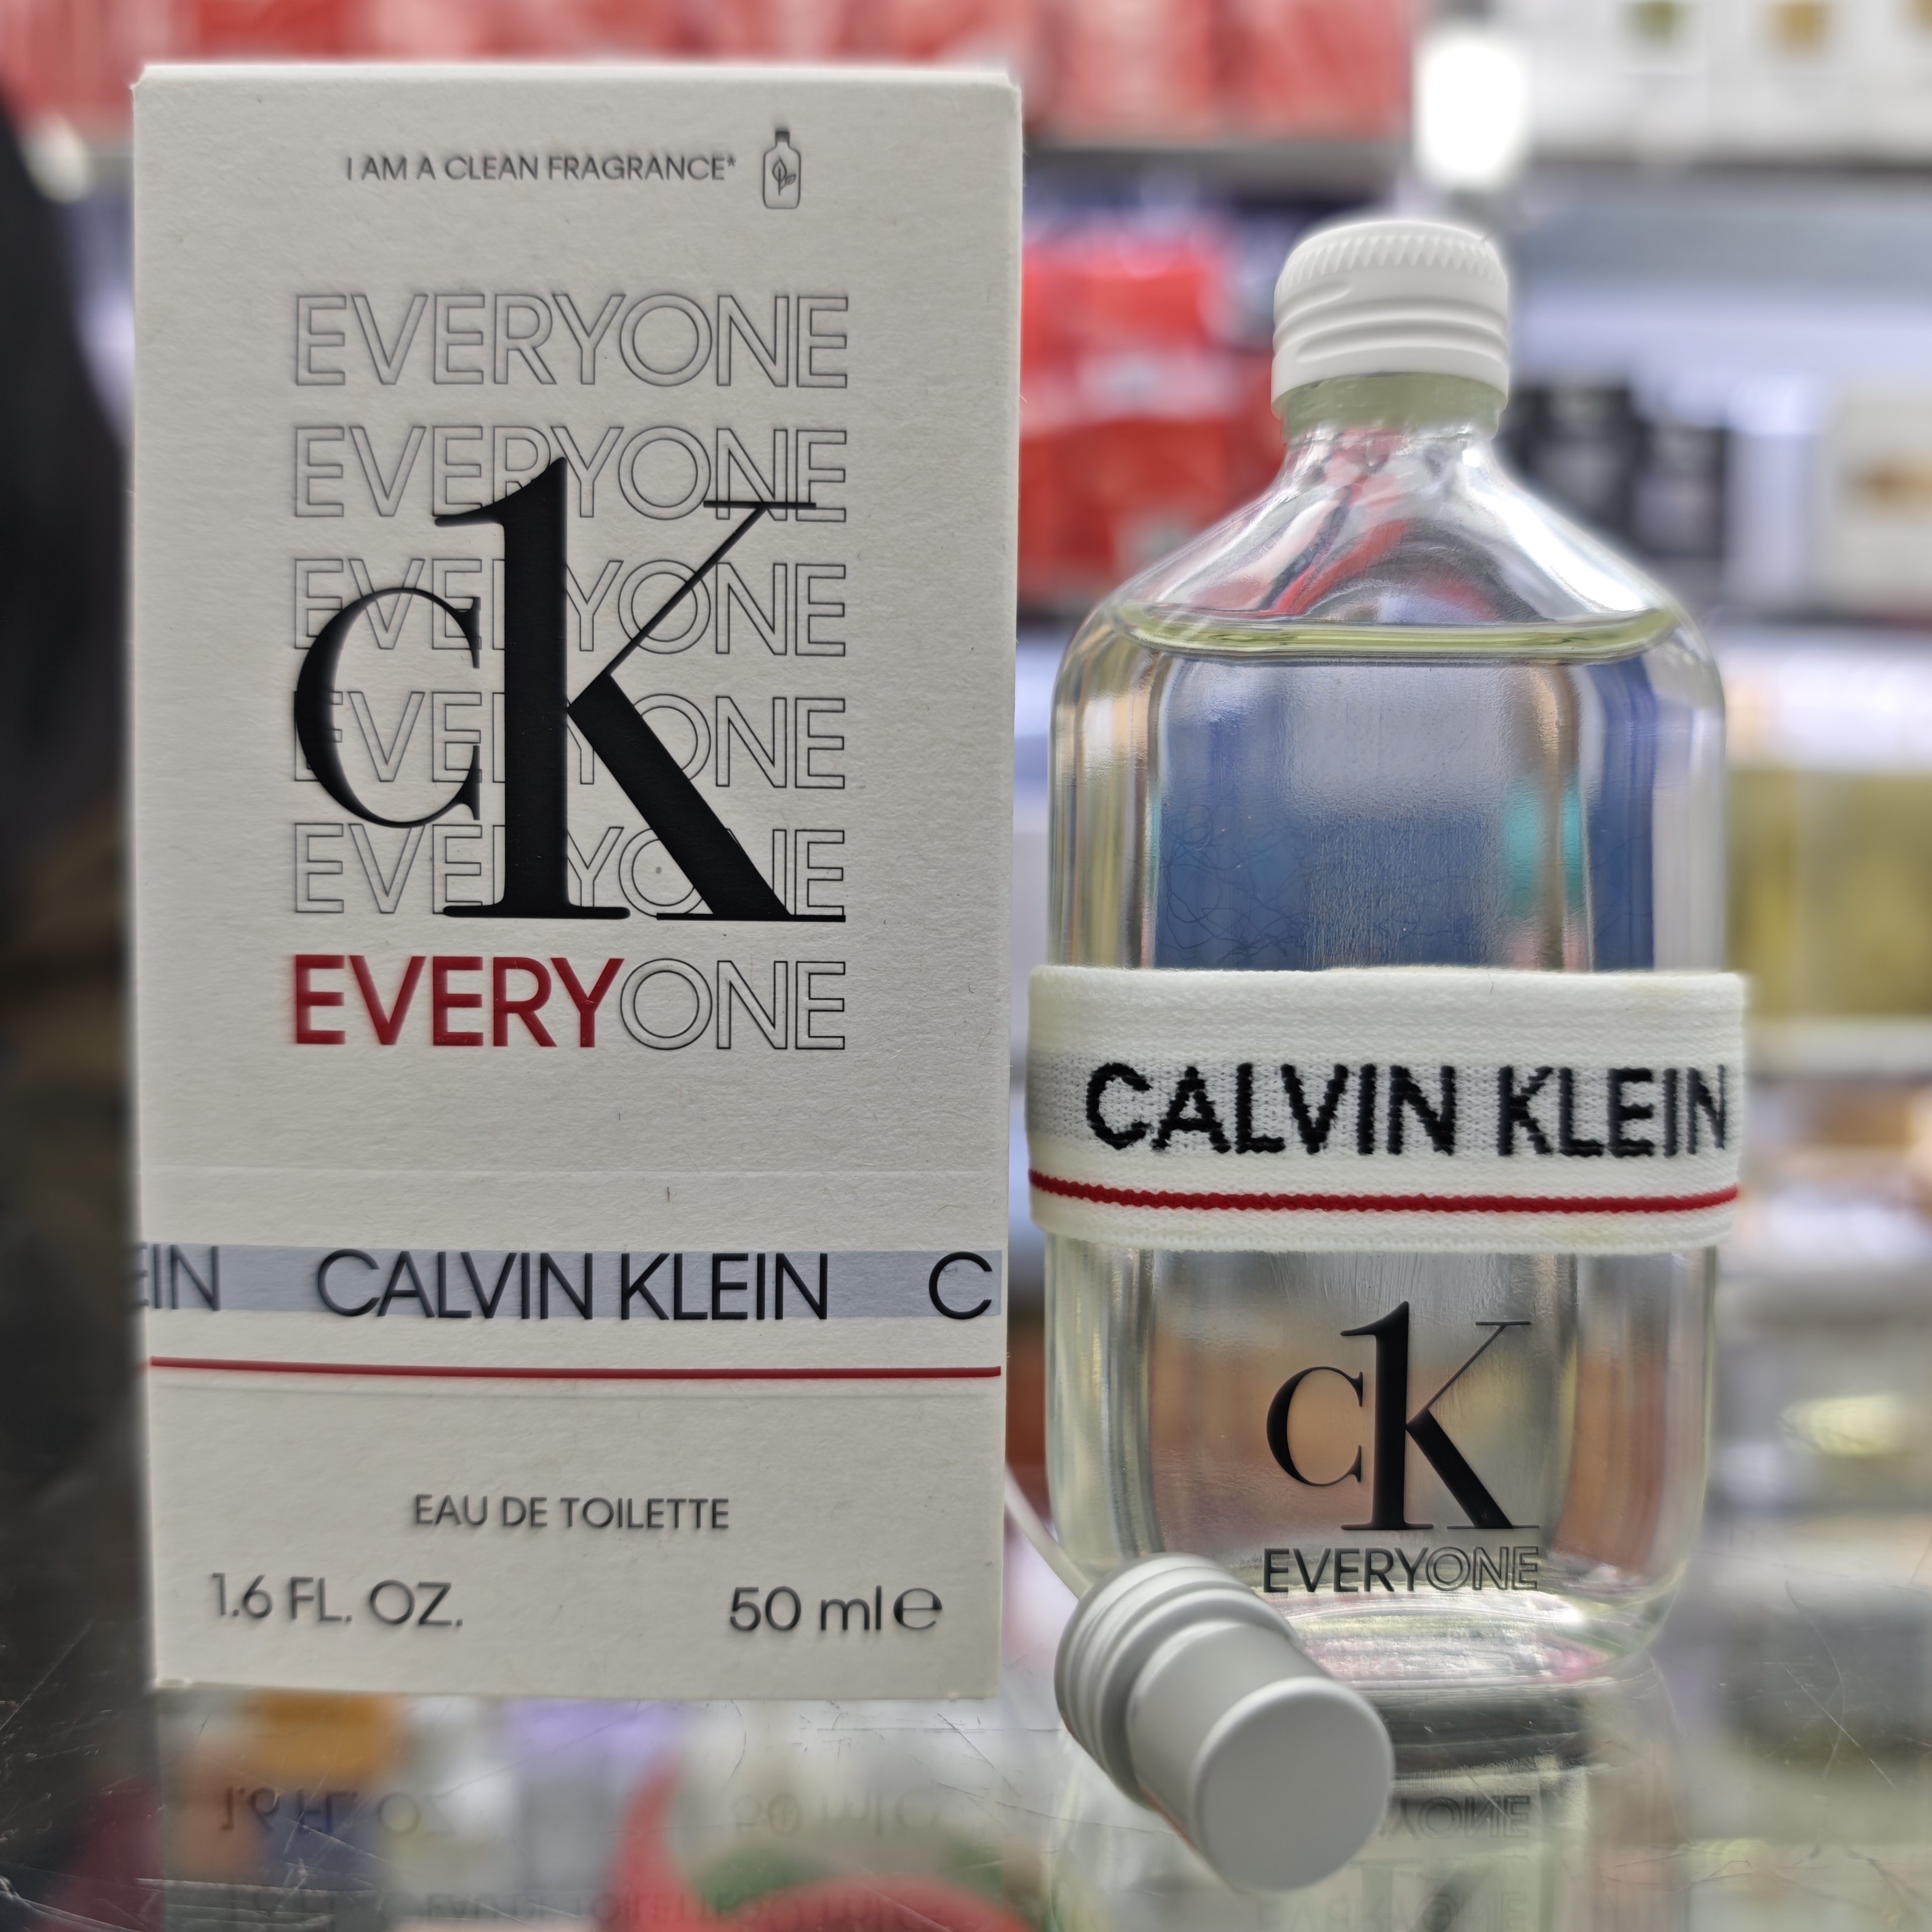 I AM A CLEAN FRAGRANCE*
EVERYONE
EVERYONE
EVERYONE
EVERYONE
EVERYONE
cK
EVERYONE
EIN CALVIN KLEIN C
EAU DE TOILETTE
1.6 FL. OZ. 50 ml e
CALVIN KLEIN
cK
EVERYONE